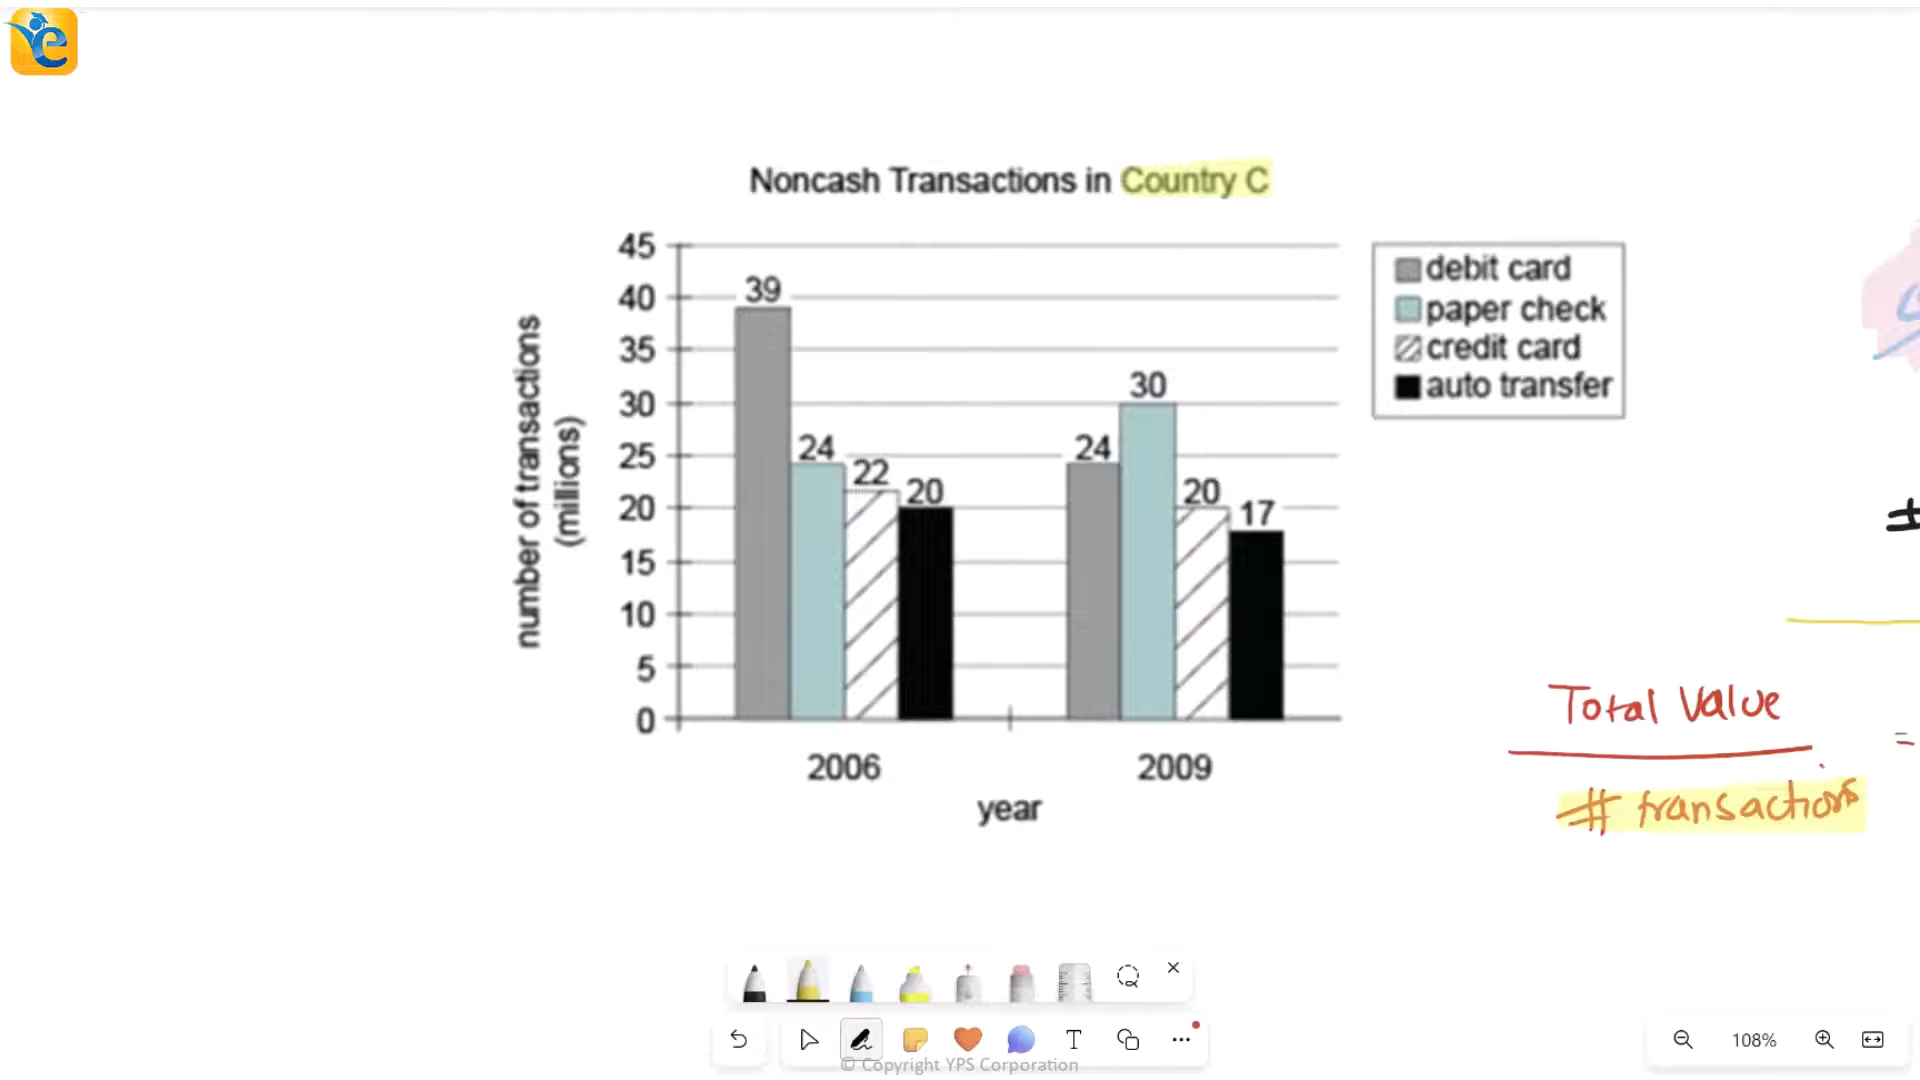 e
Noncash Transactions in Country C
number of transactions
(millions)
45
40
35
30
25
20
15
10
5
0
39
24
22
20
24
30
20
17
2006
2009
year
debit card
paper check
credit card
auto transfer
±
Total Value
=
# transactions
T
108%
© Copyright YPS Corporation